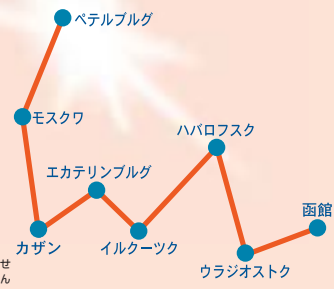 ペテルブルグ
モスクワ
ハバロフスク
エカテリンブルグ
函館
カザン
イルクーツク
ウラジオストク
せ
ん